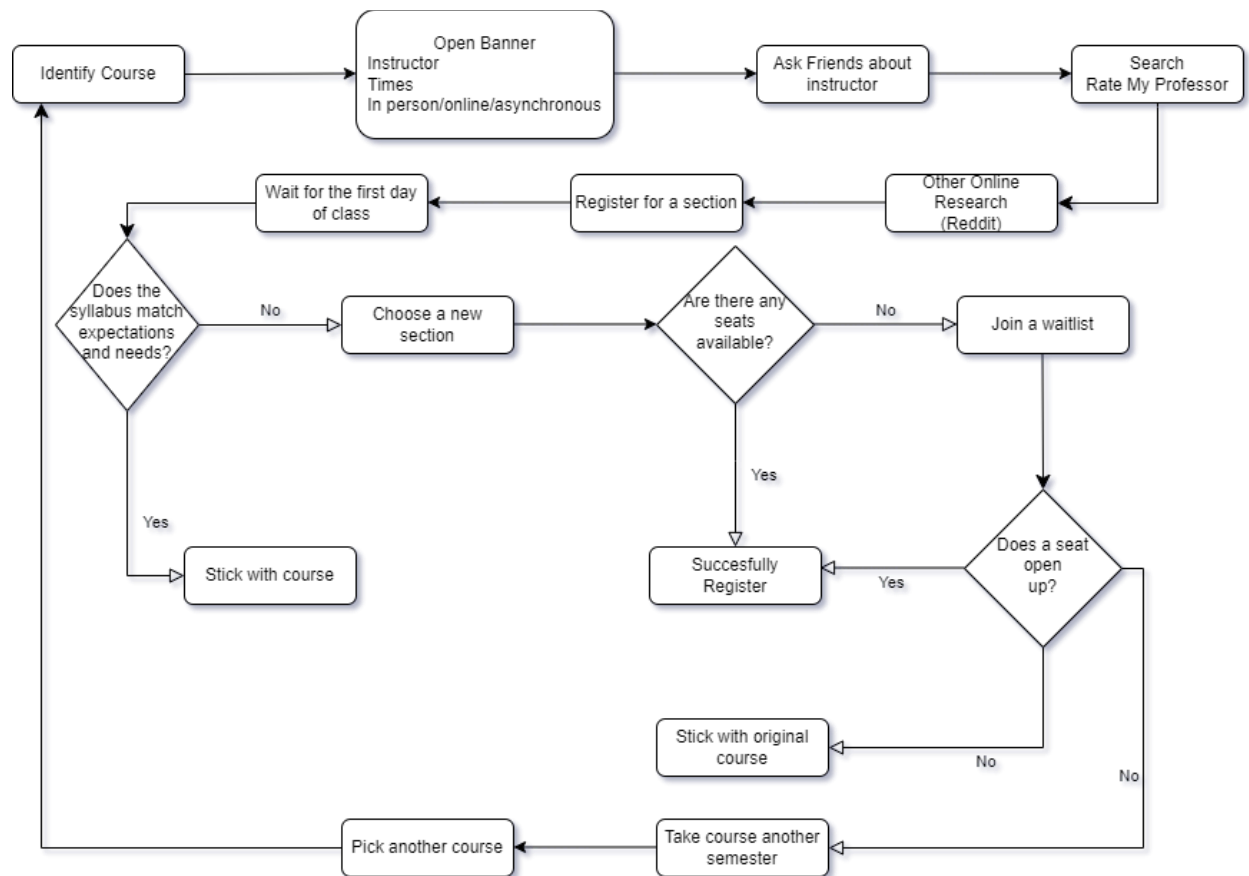 Identify Course
Open Banner
Instructor
Times
In person/online/asynchronous
Ask Friends about
instructor
Search
Rate My Professor
Wait for the first day
of class
Register for a section
Other Online
Research
(Reddit)
Does the
syllabus match
expectations
and needs?
No
Choose a new
section
Are there any
seats
available?
No
Join a waitlist
Yes
Yes
Stick with course
Succesfully
Register
Yes
Does a seat
open
up?
Stick with original
course
No
No
Pick another course
Take course another
semester